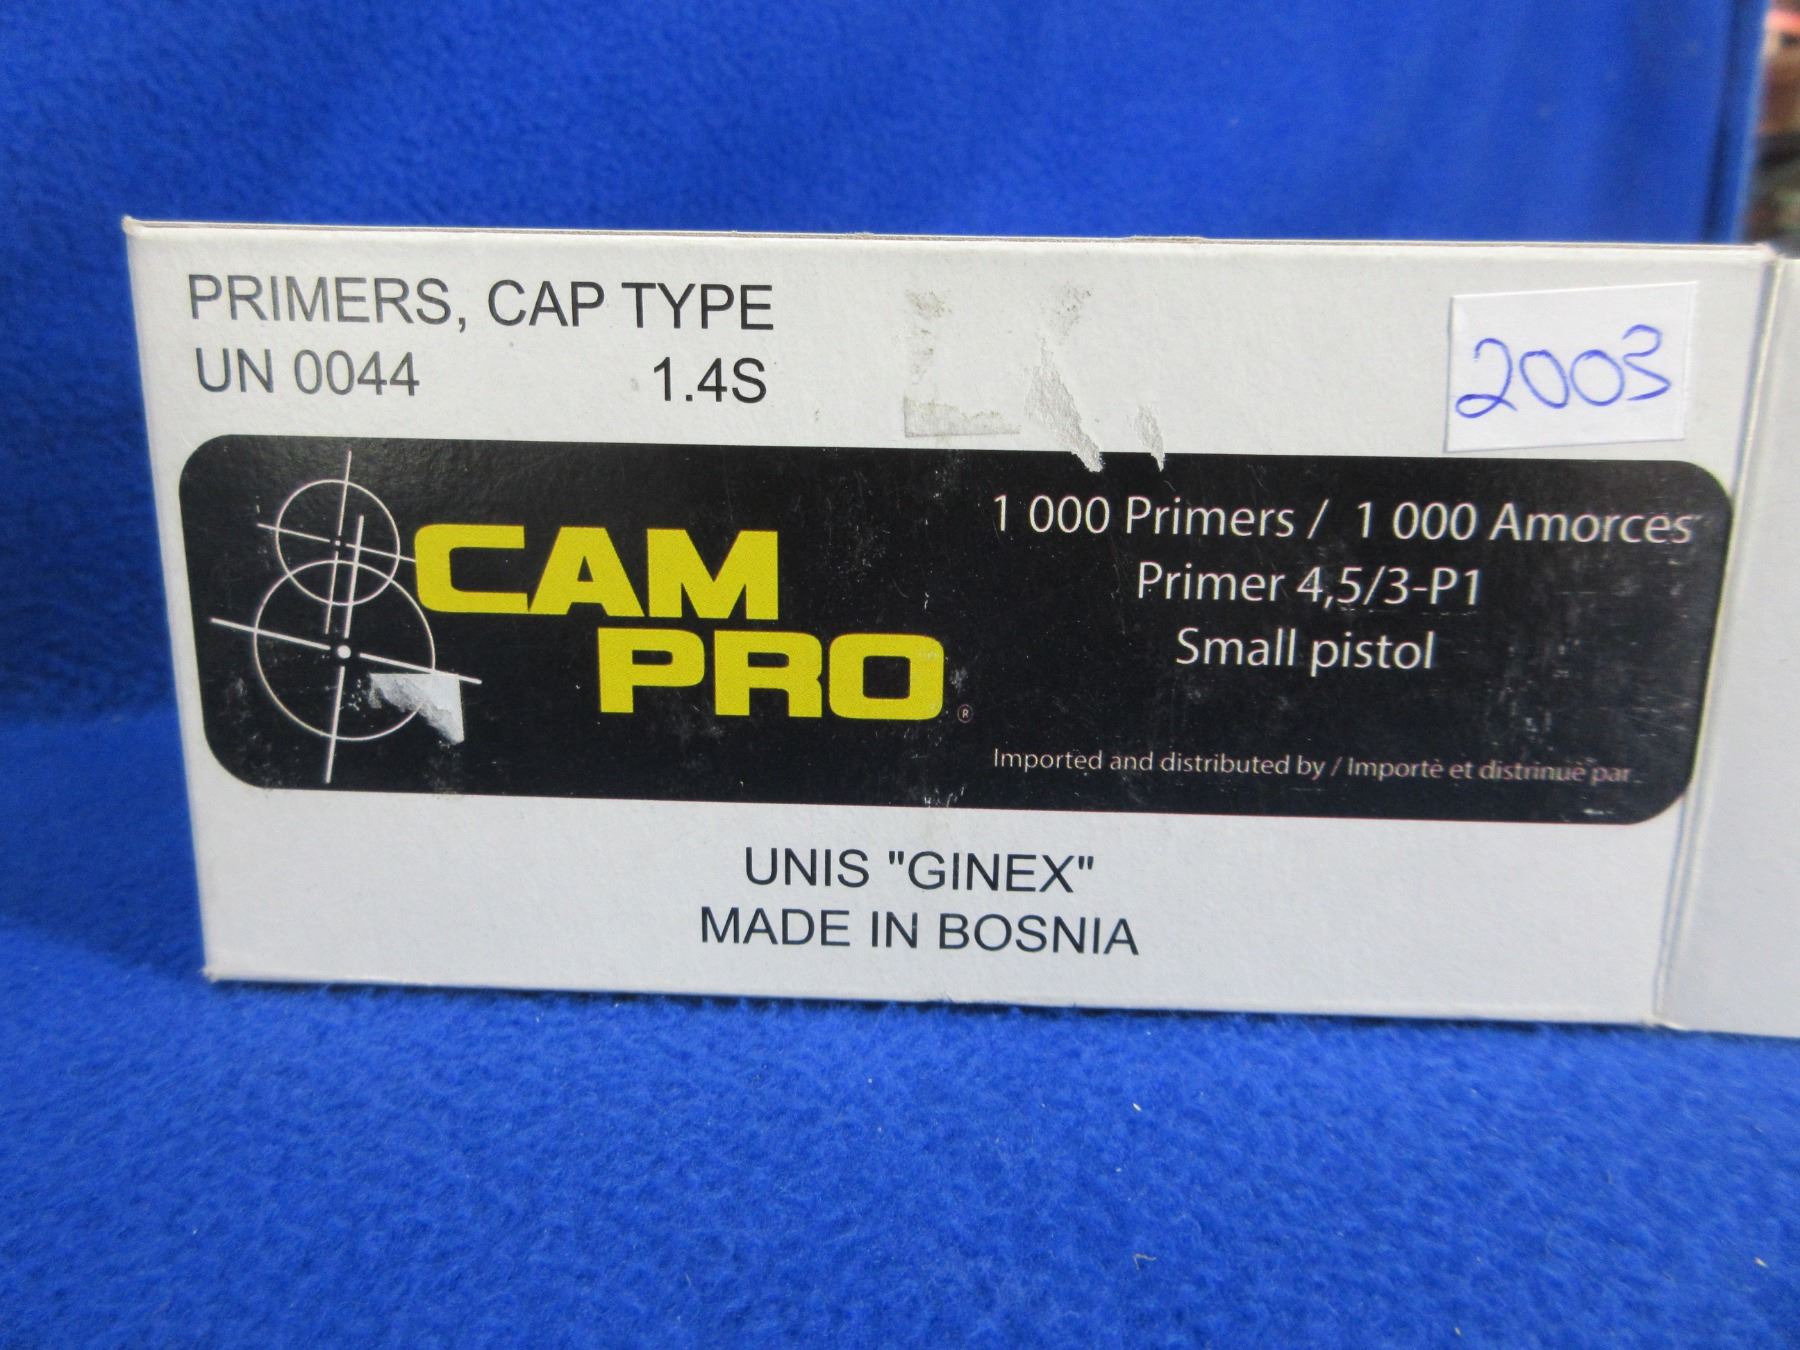 PRIMERS, CAP TYPE
UN 0044 1.4S
2003
CAM
PRO ®
1 000 Primers / 1 000 Amorces
Primer 4,5/3-P1
Small pistol
Imported and distributed by / Importè et distrinuè par
UNIS "GINEX"
MADE IN BOSNIA